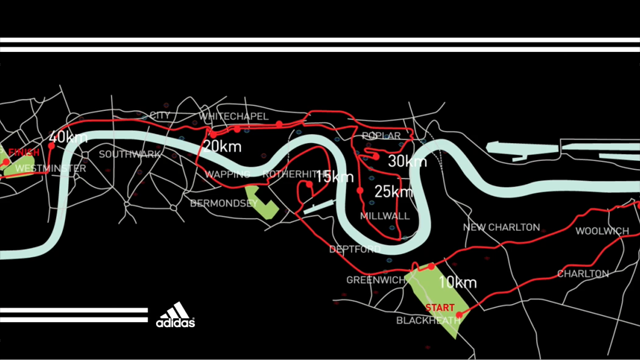 CITY
WHITECHAPEL
40km
20km
POPLAR
FINISH
SOUTHWARK
30km
WESTMINSTER
WAPPING
ROTHERHITHE
15km
25km
BERMONDSEY
MILLWALL
NEW CHARLTON
WOOLWICH
DEPTFORD
GREENWICH
10km
CHARLTON
START
BLACKHEATH
adidas